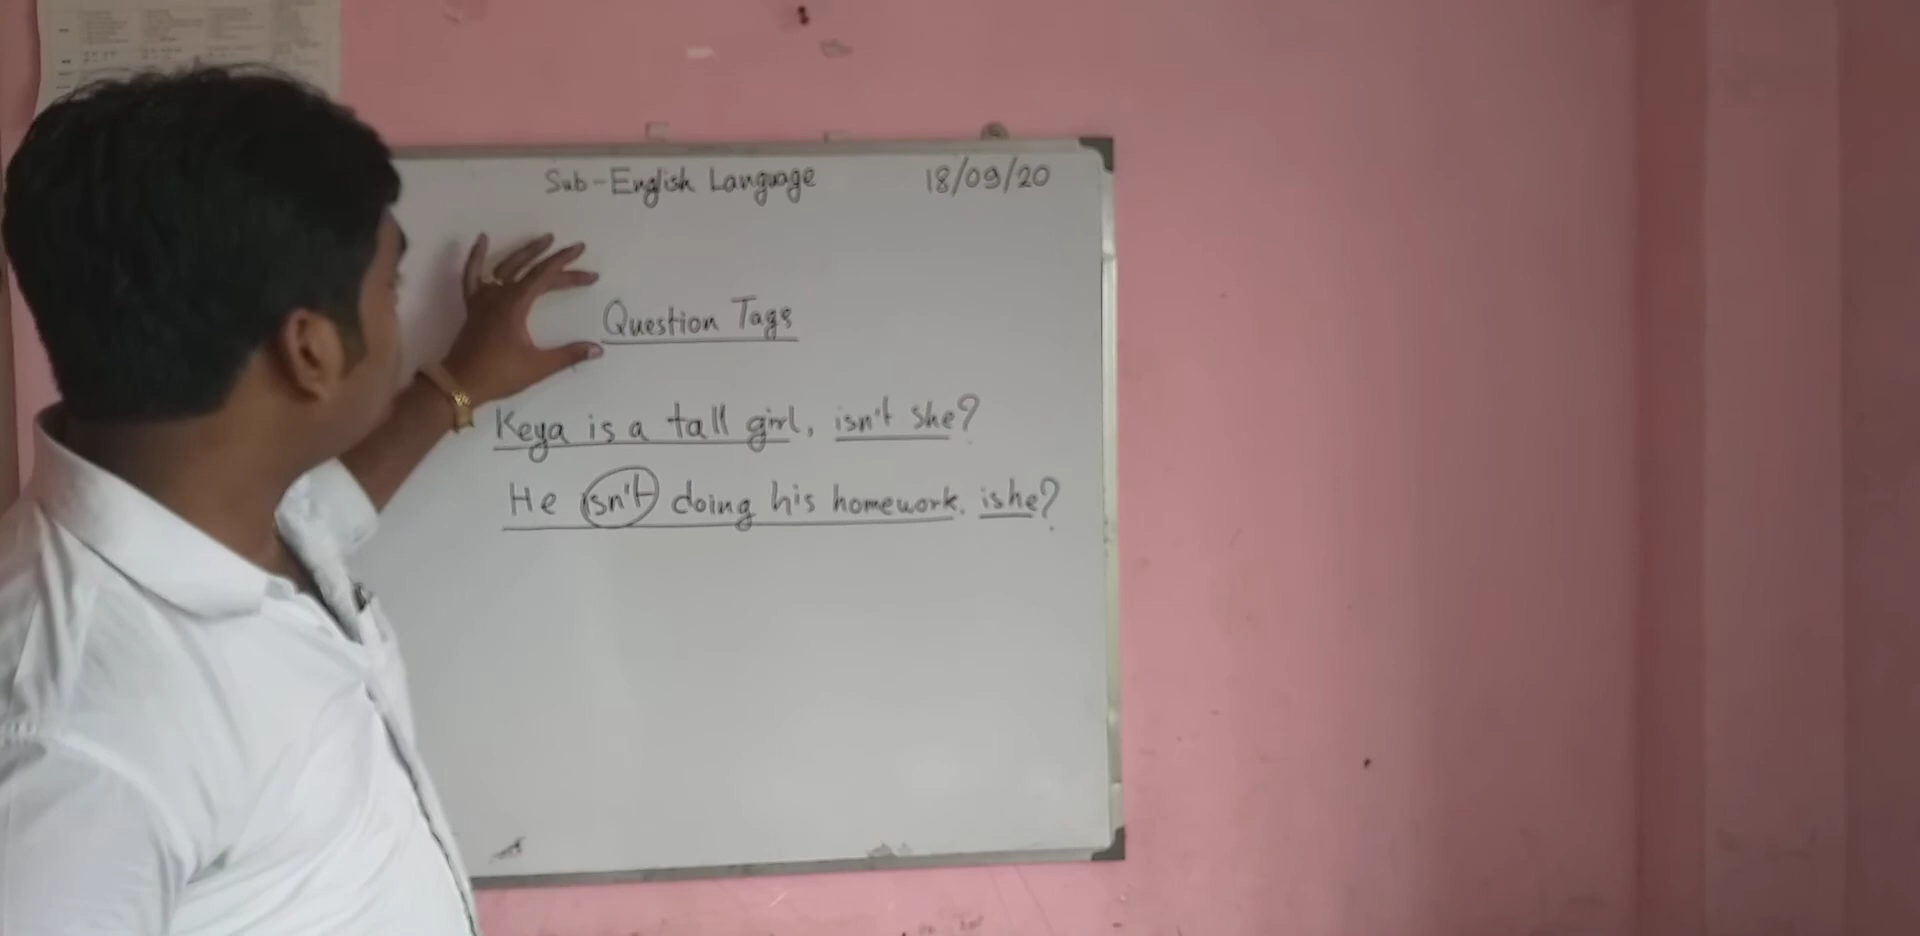 Sub-English Language 18/09/20
Question Tags
Keya is a tall girl, isn't she?
He isn't doing his homework. is he?